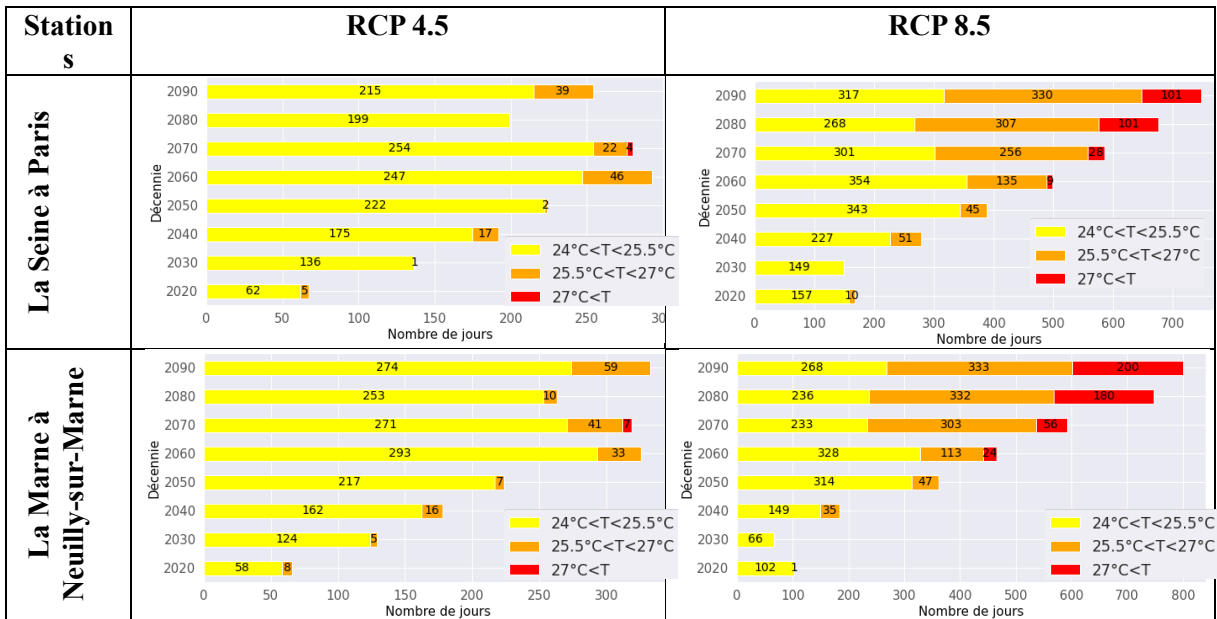 Station
s
RCP 4.5
RCP 8.5
La Seine à Paris
Décennie
2090 215 39
2080 199
2070 254 22 4
2060 247 46
2050 222 2
2040 175 17
2030 136 1
2020 62 5
24°C<T<25.5°C
25.5°C<T<27°C
27°C<T
0 50 100 150 200 250 30
Nombre de jours
Décennie
2090 317 330 101
2080 268 307 101
2070 301 256 28
2060 354 135 9
2050 343 45
2040 227 51
2030 149
2020 157 10
24°C<T<25.5°C
25.5°C<T<27°C
27°C<T
0 100 200 300 400 500 600 700
Nombre de jours
La Marne à
Neuilly-sur-Marne
Décennie
2090 274 59
2080 253 10
2070 271 41 7
2060 293 33
2050 217 7
2040 162 16
2030 124 5
2020 58 8
24°C<T<25.5°C
25.5°C<T<27°C
27°C<T
0 50 100 150 200 250 300
Nombre de jours
Décennie
2090 268 333 200
2080 236 332 180
2070 233 303 56
2060 328 113 24
2050 314 47
2040 149 35
2030 66
2020 102 1
24°C<T<25.5°C
25.5°C<T<27°C
27°C<T
0 100 200 300 400 500 600 700 800
Nombre de jours